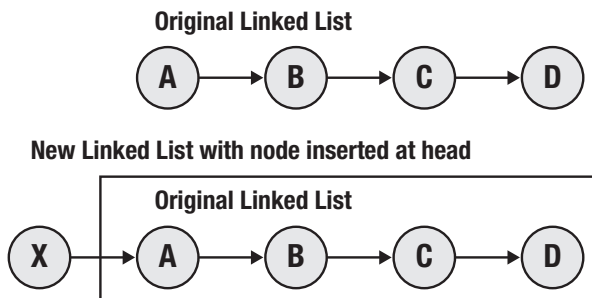 Original Linked List
A B C D
New Linked List with node inserted at head
Original Linked List
X A B C D